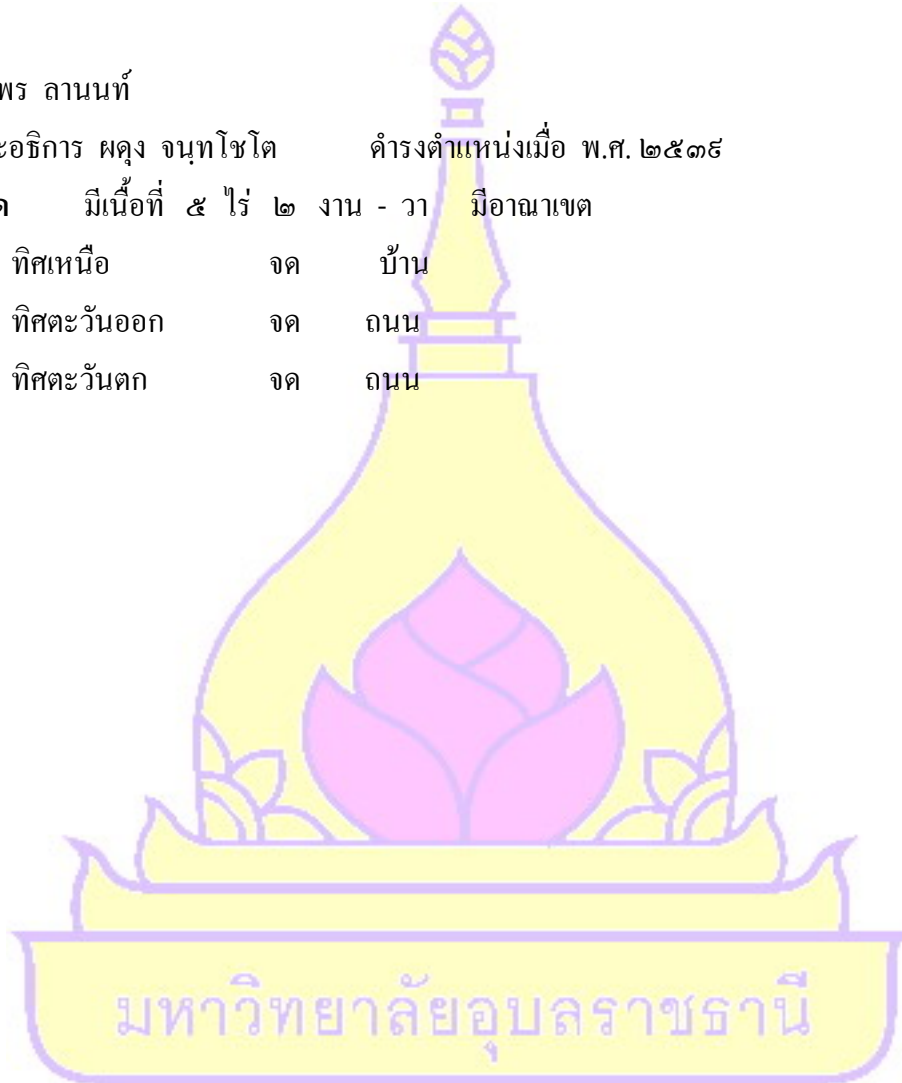 พร ลานนท์
ะอธิการ ผดุง จนฺทโชโต ดำรงตำแหน่งเมื่อ พ.ศ. ๒๕๓๙
ด มีเนื้อที่ ๕ ไร่ ๒ งาน - วา มีอาณาเขต
ทิศเหนือ จด บ้าน
ทิศตะวันออก จด ถนน
ทิศตะวันตก จด ถนน
มหาวิทยาลัยอุบลราชธานี